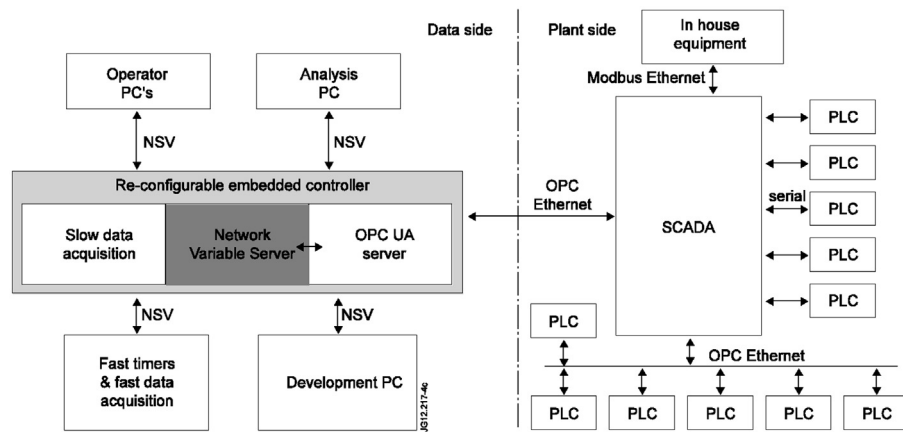 Data side
Plant side
In house
equipment
Modbus Ethernet
Operator
PC's
Analysis
PC
NSV
NSV
Re-configurable embedded controller
Slow data
acquisition
Network
Variable Server
OPC UA
server
OPC
Ethernet
SCADA
PLC
PLC
serial
PLC
PLC
PLC
NSV
NSV
Fast timers
& fast data
acquisition
Development PC
JG12.217-4c
PLC
OPC Ethernet
PLC
PLC
PLC
PLC
PLC